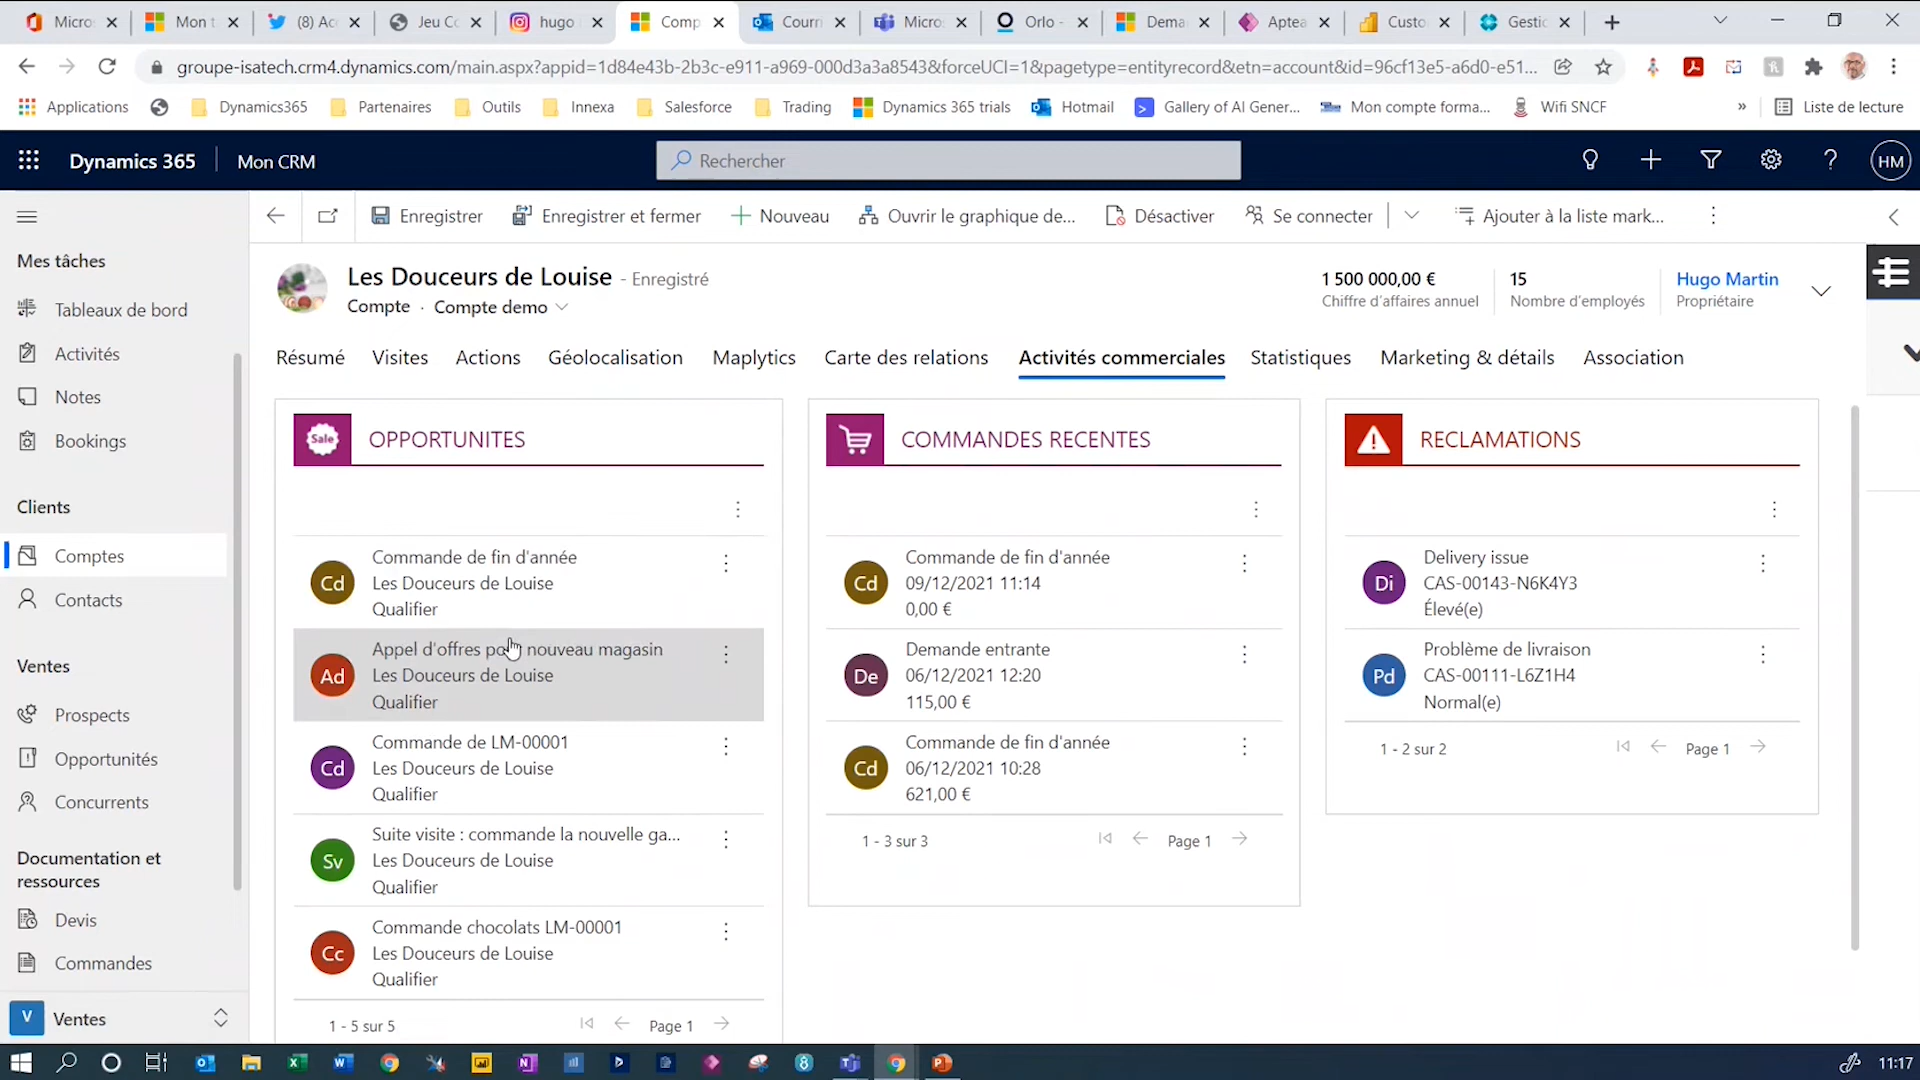 Micros
Mon t
(8) Acc
Jeu Co
hugo
Comp
Courri
Micros
Orlo -
Dema
Aptea
Custo
Gestic
groupe-isatech.crm4.dynamics.com/main.aspx?appid=1d84e43b-2b3c-e911-a969-000d3a3a8543&forceUCI=1&pagetype=entityrecord&etn=account&id=96cf13e5-a6d0-e51...
Applications
Dynamics365
Partenaires
Outils
Innexa
Salesforce
Trading
Dynamics 365 trials
Hotmail
Gallery of AI Gener...
Mon compte forma...
Wifi SNCF
»
Liste de lecture
Dynamics 365
Mon CRM
Rechercher
HM
Enregistrer
Enregistrer et fermer
Nouveau
Ouvrir le graphique de...
Désactiver
Se connecter
Ajouter à la liste mark...
Mes tâches
Tableaux de bord
Activités
Notes
Bookings
Clients
Comptes
Contacts
Ventes
Prospects
Opportunités
Concurrents
Documentation et
ressources
Devis
Commandes
V Ventes
Les Douceurs de Louise - Enregistré
Compte · Compte demo
1 500 000,00 €
Chiffre d'affaires annuel
15
Nombre d'employés
Hugo Martin
Propriétaire
Résumé
Visites
Actions
Géolocalisation
Maplytics
Carte des relations
Activités commerciales
Statistiques
Marketing & détails
Association
Sale
OPPORTUNITES
Cd
Commande de fin d'année
Les Douceurs de Louise
Qualifier
Ad
Appel d'offres pour nouveau magasin
Les Douceurs de Louise
Qualifier
Cd
Commande de LM-00001
Les Douceurs de Louise
Qualifier
Sv
Suite visite : commande la nouvelle ga...
Les Douceurs de Louise
Qualifier
Cc
Commande chocolats LM-00001
Les Douceurs de Louise
Qualifier
1 - 5 sur 5
Page 1
COMMANDES RECENTES
Cd
Commande de fin d'année
09/12/2021 11:14
0,00 €
De
Demande entrante
06/12/2021 12:20
115,00 €
Cd
Commande de fin d'année
06/12/2021 10:28
621,00 €
1 - 3 sur 3
Page 1
RECLAMATIONS
Di
Delivery issue
CAS-00143-N6K4Y3
Élevé(e)
Pd
Problème de livraison
CAS-00111-L6Z1H4
Normal(e)
1 - 2 sur 2
Page 1
11:17